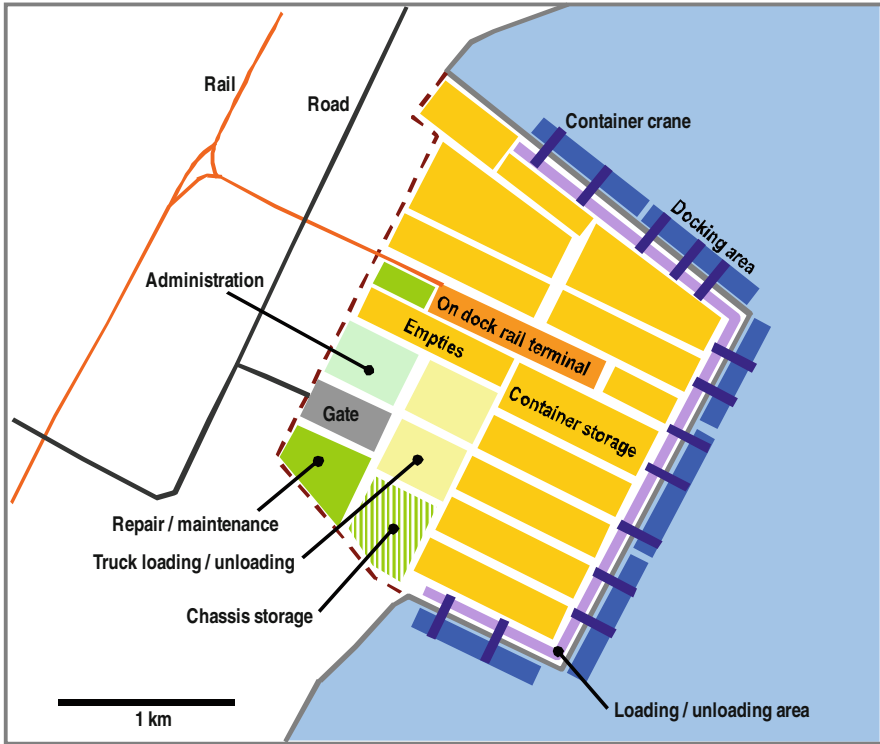 Rail
Road
Container crane
Docking area
Administration
On dock rail terminal
Empties
Container storage
Gate
Repair / maintenance
Truck loading / unloading
Chassis storage
Loading / unloading area
1 km